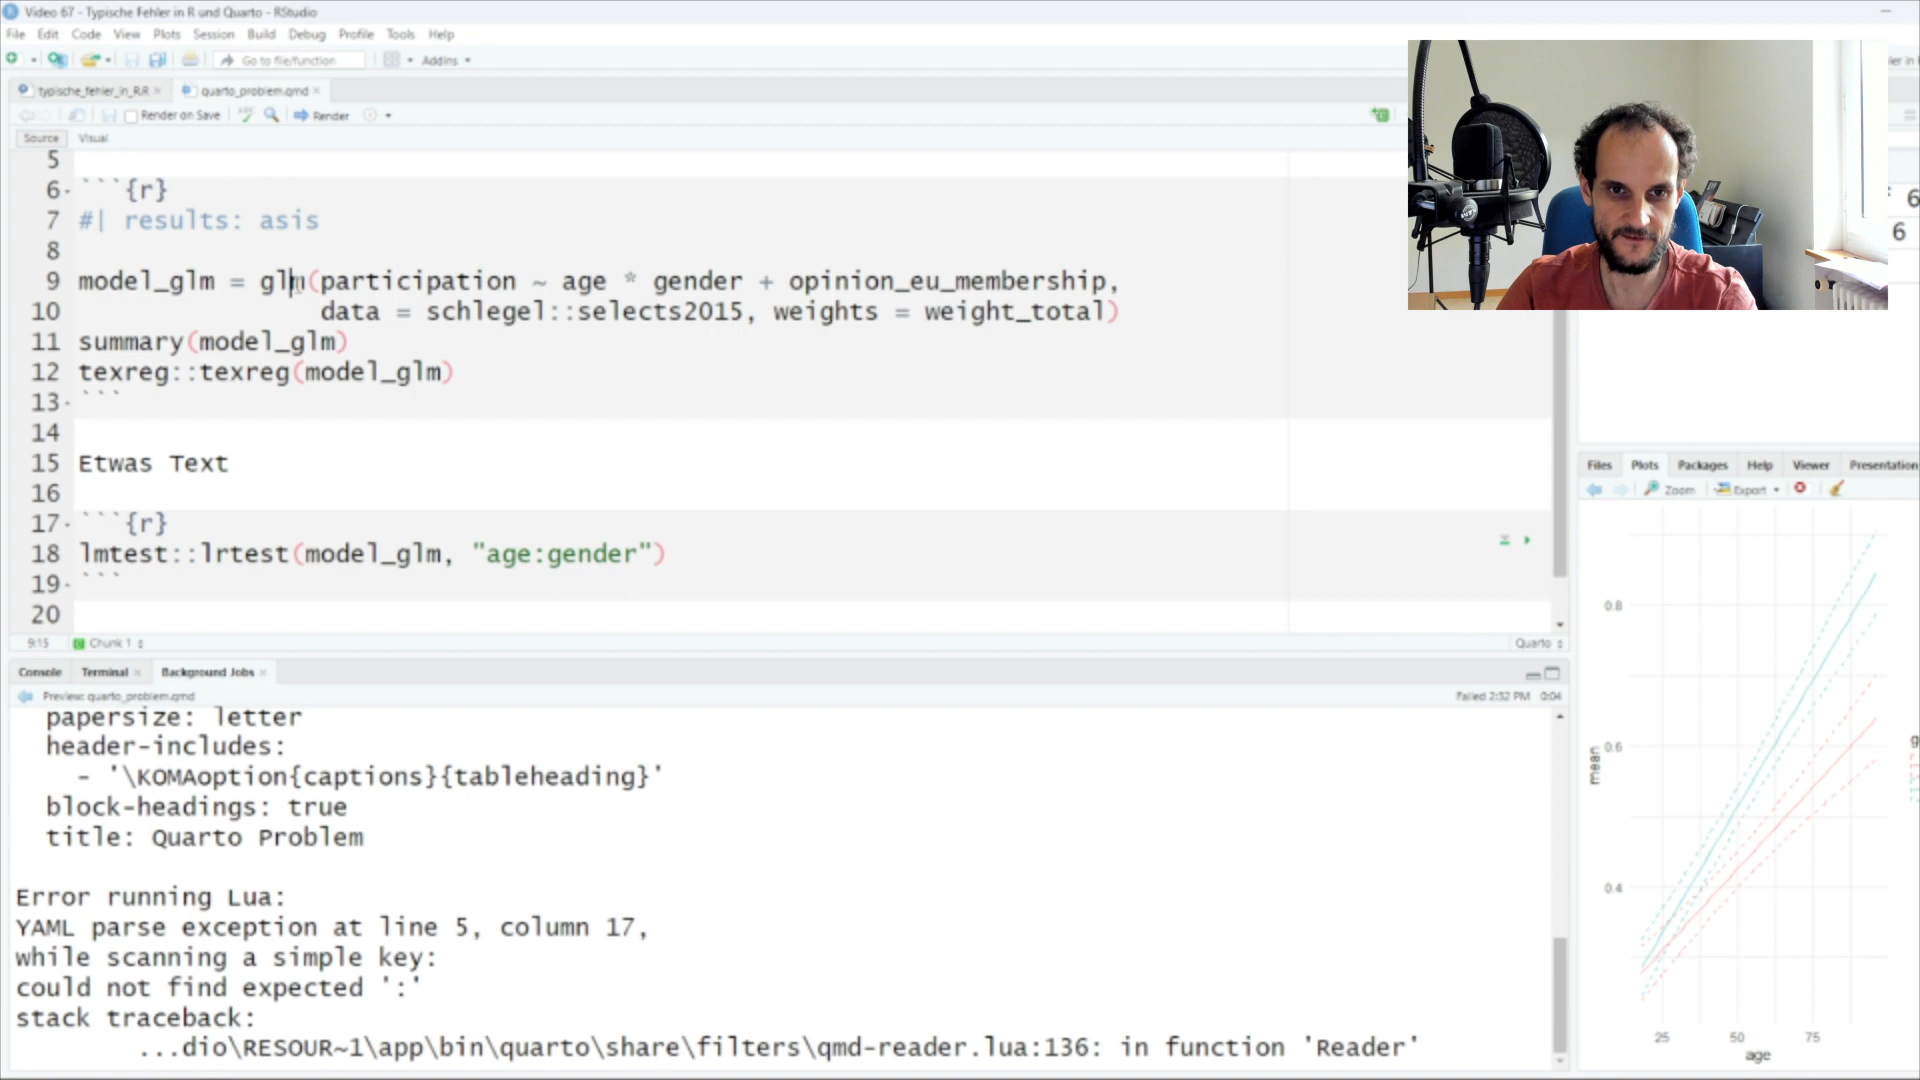 Video 67 - Typische Fehler in R und Quarto - RStudio
File Edit Code View Plots Session Build Debug Profile Tools Help
Go to file/function Addins
typische_fehler_in_R.R quarto_problem.qmd
Render on Save Render
Source Visual
5
6 ```{r}
7 #| results: asis
8
9 model_glm = glm(participation ~ age * gender + opinion_eu_membership,
10 data = schlegel::selects2015, weights = weight_total)
11 summary(model_glm)
12 texreg::texreg(model_glm)
13 ```
14
15 Etwas Text
16
17 ```{r}
18 lmtest::lrtest(model_glm, "age:gender")
19 ```
20
9:15 Chunk 1 Quarto
Console Terminal Background Jobs
Preview: quarto_problem.qmd Failed 2:32 PM 0:04
papersize: letter
header-includes:
- '\KOMAoption{captions}{tableheading}'
block-headings: true
title: Quarto Problem
Error running Lua:
YAML parse exception at line 5, column 17,
while scanning a simple key:
could not find expected ':'
stack traceback:
...dio\RESOUR~1\app\bin\quarto\share\filters\qmd-reader.lua:136: in function 'Reader'
6
6
Files Plots Packages Help Viewer Presentation
Zoom Export
0.8
0.6
0.4
mean
25 50 75
age